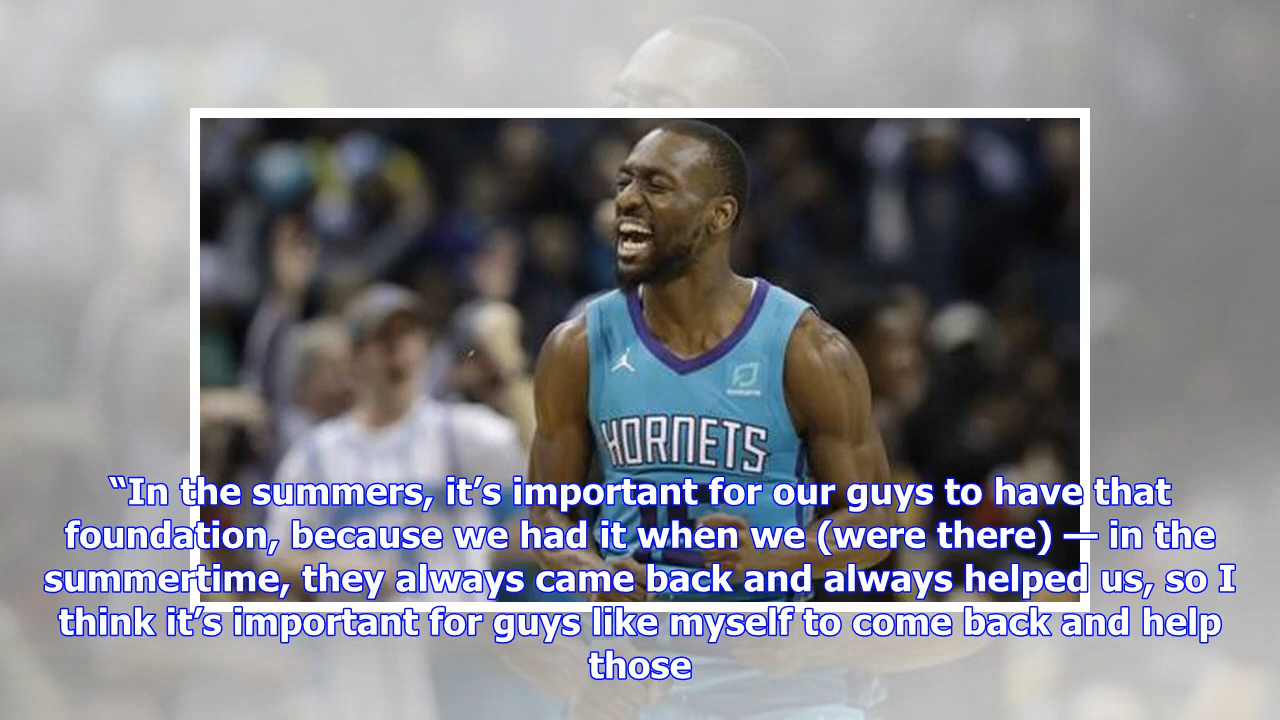 HORNETS
“In the summers, it’s important for our guys to have that
foundation, because we had it when we (were there) — in the
summertime, they always came back and always helped us, so I
think it’s important for guys like myself to come back and help
those